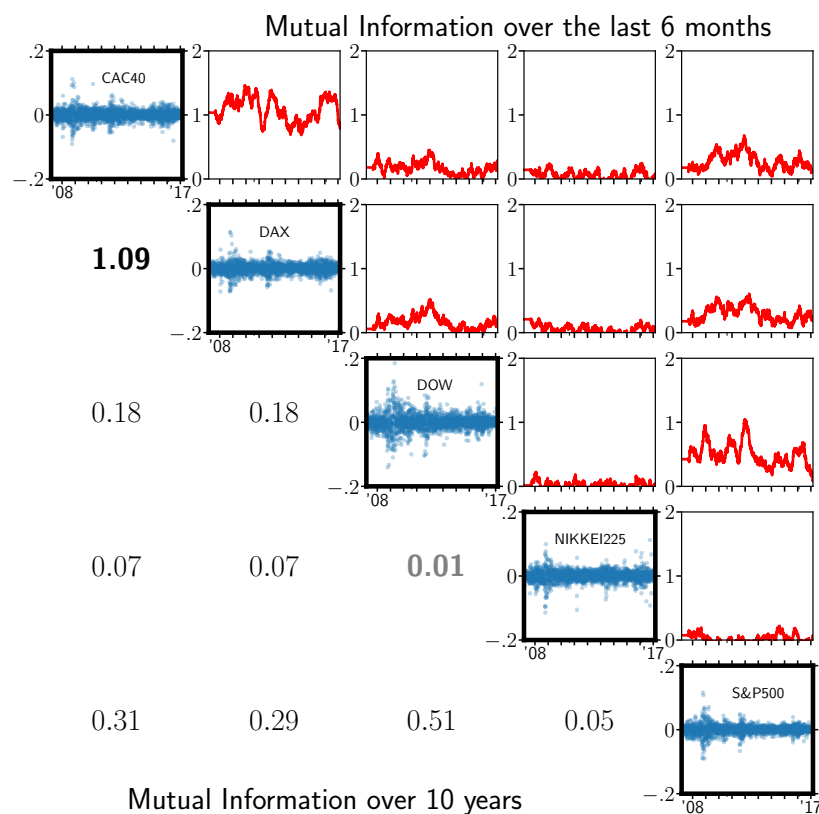 Mutual Information over the last 6 months
.2 2 2 2 2
CAC40
0 1 1 1 1
−.2 0 0 0 0
'08 '17
.2 2 2 2
DAX
1.09 0 1 1 1
−.2 0 0 0
'08 '17
.2 2 2
DOW
0.18 0.18 0 1 1
−.2 0 0
'08 '17
.2 2
NIKKEI225
0.07 0.07 0.01 0 1
−.2 0
'08 '17
.2
S&P500
0.31 0.29 0.51 0.05 0
−.2
Mutual Information over 10 years
'08 '17